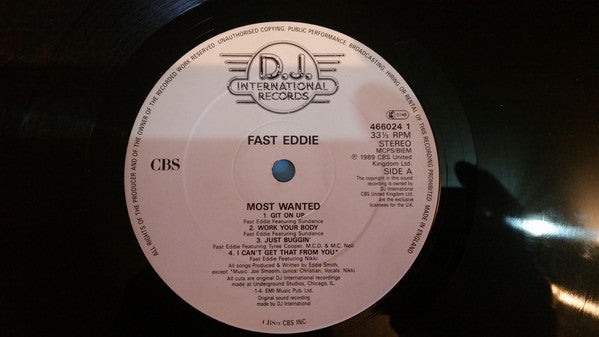 ALL RIGHTS OF THE PRODUCER AND OF THE OWNER OF THE RECORDED WORK RESERVED. UNAUTHORISED COPYING, PUBLIC PERFORMANCE, BROADCASTING, HIRING OR RENTAL OF THIS RECORDING PROHIBITED. MADE IN ENGLAND
D.J.
INTERNATIONAL
RECORDS
FAST EDDIE
CBS
466024 1
33⅓ RPM
STEREO
MCPS/BIEM
℗ 1989 CBS United
Kingdom Ltd.
SIDE A
The copyright in this sound
recording is owned by
DJ International
CBS United Kingdom Ltd.
are the exclusive
licensees for the U.K.
MOST WANTED
1. GIT ON UP
Fast Eddie Featuring Sundance
2. WORK YOUR BODY
Fast Eddie Featuring Sundance
3. JUST BUGGIN'
Fast Eddie Featuring Tyree Cooper, M.C.D. & M.C. Nell
4. I CAN'T GET THAT FROM YOU*
Fast Eddie Featuring Nikki
All songs Produced & Written by Eddie Smith,
except *Music: Joe Smooth; Lyrics: Christian, Vocals, Nikki
All cuts are original DJ International recordings
made at Underground Studios, Chicago, IL.
1-4. EMI Music Pub. Ltd.
Original sound recording
made by DJ International
CBS CBS INC.